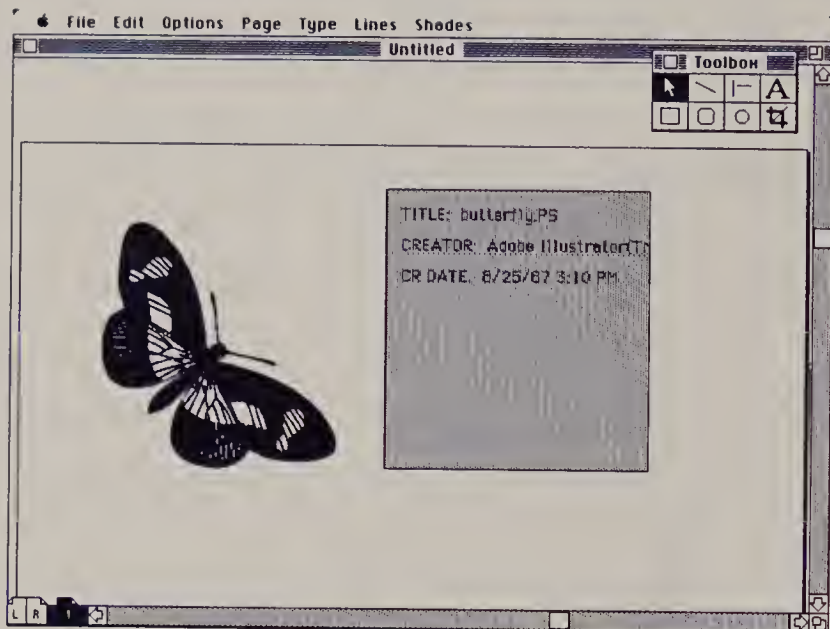 File Edit Options Page Type Lines Shades
Untitled
Toolbox
A
TITLE: butterfly.PS
CREATOR: Adobe Illustrator(T
CR DATE. 8/25/87 3:10 PM
L R 1